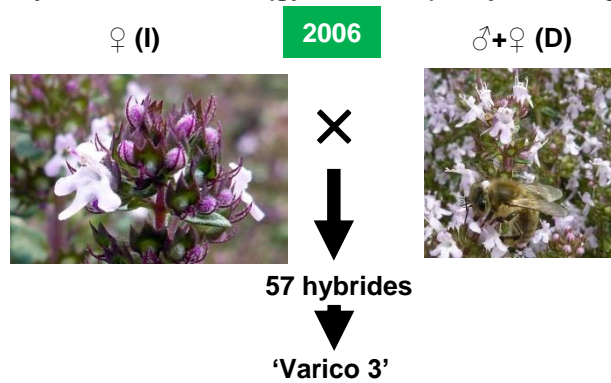 ♀ (I) 2006 ♂+♀ (D)
×
57 hybrides
‘Varico 3’